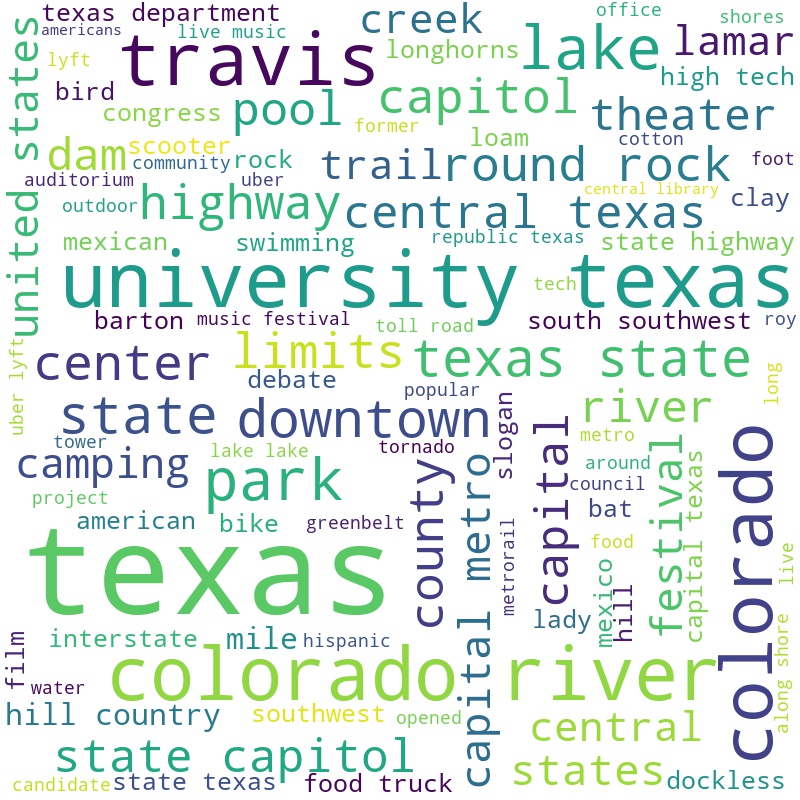 texas department
americans
live music
creek
office
shores
lyft
travis
longhorns
lake
lamar
high tech
bird
congress
pool
capitol
former
theater
dam
scooter
community
rock
loam
cotton
foot
auditorium
uber
trail
round rock
central library
clay
outdoor
highway
central texas
united states
mexican
swimming
republic texas
state highway
university texas
tech
barton
music festival
toll road
south southwest
roy
center
limits
texas state
uber lyft
debate
popular
long
state
downtown
slogan
river
tower
lake lake
tornado
metro
camping
park
county
capital metro
capital
around
council
festival
capital texas
colorado
project
american
bike
greenbelt
bat
food
texas
metrorail
mexico
hill
live
lady
interstate
mile
hispanic
film
water
colorado river
along shore
hill country
southwest
opened
central
state capitol
states
candidate
state texas
food truck
dockless